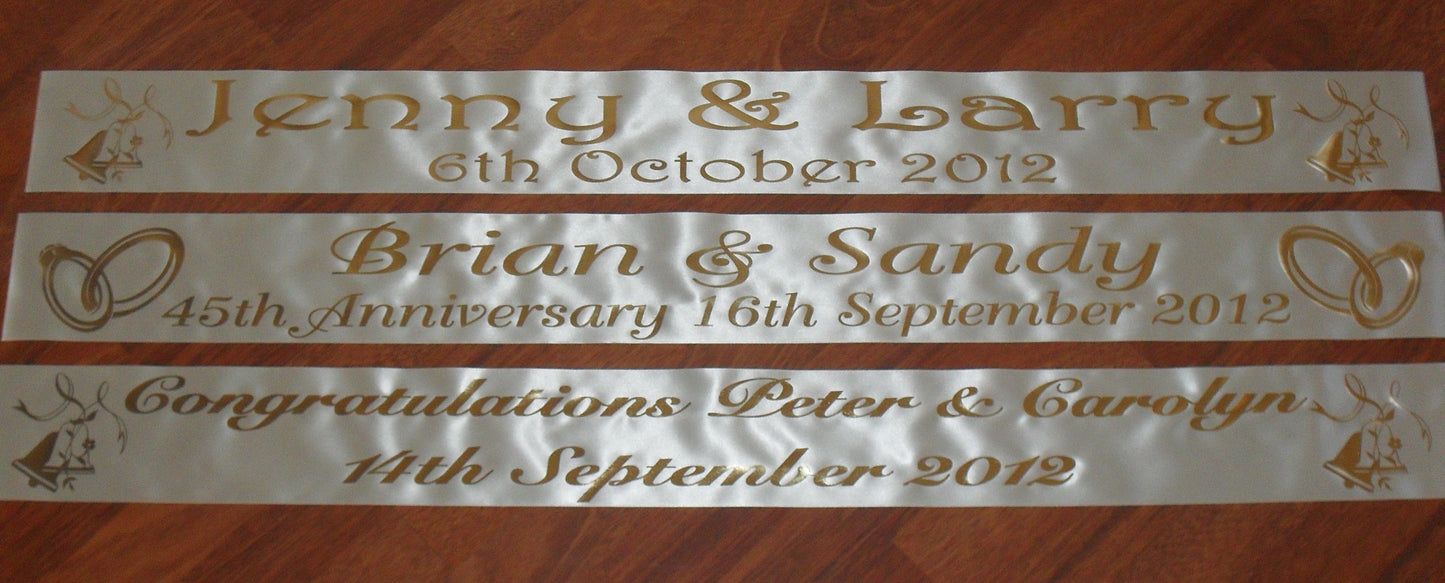 Jenny & Larry
6th October 2012
Brian & Sandy
45th Anniversary 16th September 2012
Congratulations Peter & Carolyn
14th September 2012